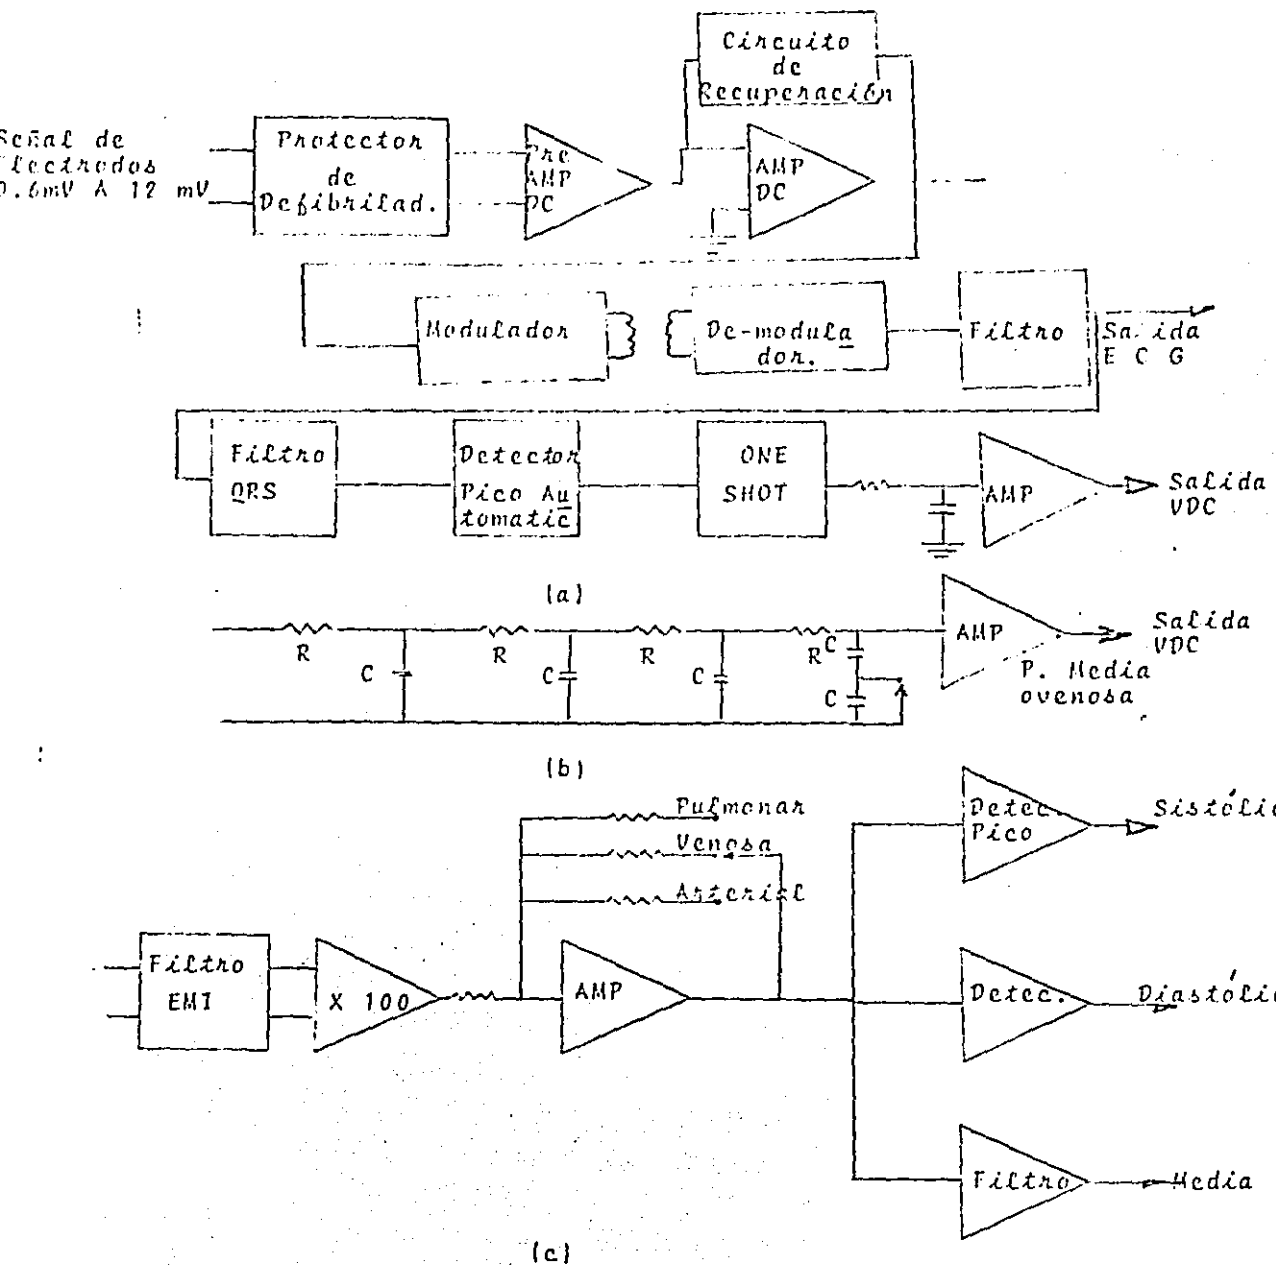 Circuito
de
Recuperación
Señal de
Electrodos
0.6mV A 12 mV
Protector
de
Defibrilad.
Pre
AMP
DC
AMP
DC
Modulador
De-modula
dor.
Filtro
Salida
E C G
Filtro
QRS
Detector
Pico Au
tomatic
ONE
SHOT
AMP
Salida
VDC
(a)
R
C
R
C
R
C
R
C
C
AMP
P. Media
ovenosa
Salida
VDC
(b)
Pulmonar
Venosa
Arterial
Filtro
EMI
X 100
AMP
Detec.
Pico
Sistólic
Detec.
Diastólic
Filtro
Media
(c)